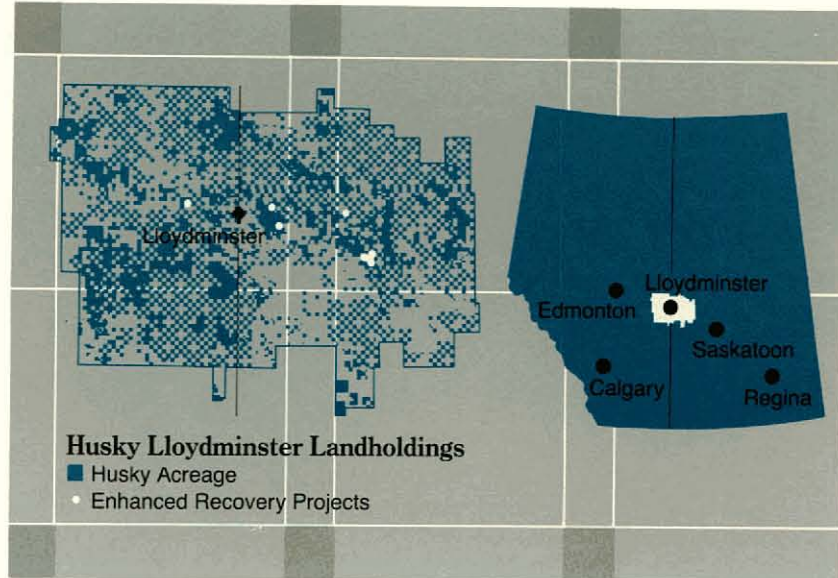 Lloydminster
Lloydminster
Edmonton
Saskatoon
Calgary
Regina
Husky Lloydminster Landholdings
Husky Acreage
Enhanced Recovery Projects